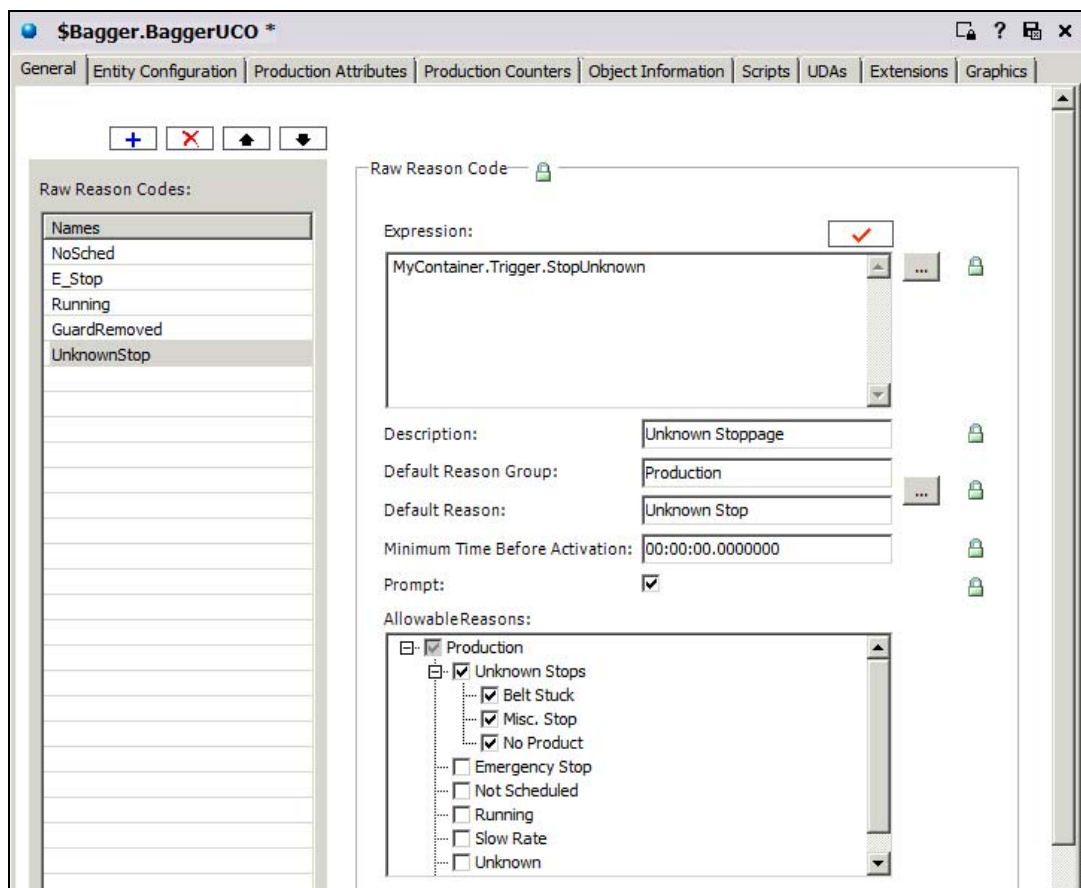 $Bagger.BaggerUCO *
?
General Entity Configuration Production Attributes Production Counters Object Information Scripts UDAs Extensions Graphics
Raw Reason Code
Raw Reason Codes:
Names
NoSched
E_Stop
Running
GuardRemoved
UnknownStop
Expression:
MyContainer.Trigger.StopUnknown
...
Description: Unknown Stoppage
Default Reason Group: Production
...
Default Reason: Unknown Stop
Minimum Time Before Activation: 00:00:00.0000000
Prompt:
AllowableReasons:
Production
Unknown Stops
Belt Stuck
Misc. Stop
No Product
Emergency Stop
Not Scheduled
Running
Slow Rate
Unknown